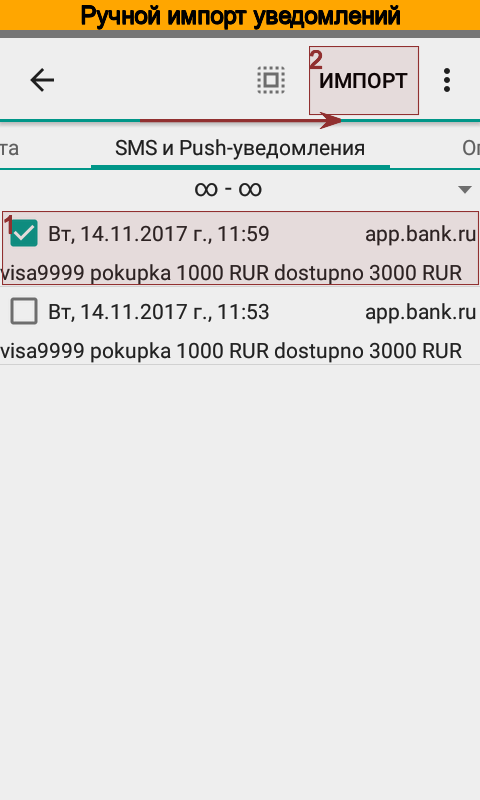 Ручной импорт уведомлений
2
ИМПОРТ
та SMS и Push-уведомления Оп
∞ - ∞
1
Вт, 14.11.2017 г., 11:59 app.bank.ru
visa9999 pokupka 1000 RUR dostupno 3000 RUR
Вт, 14.11.2017 г., 11:53 app.bank.ru
visa9999 pokupka 1000 RUR dostupno 3000 RUR